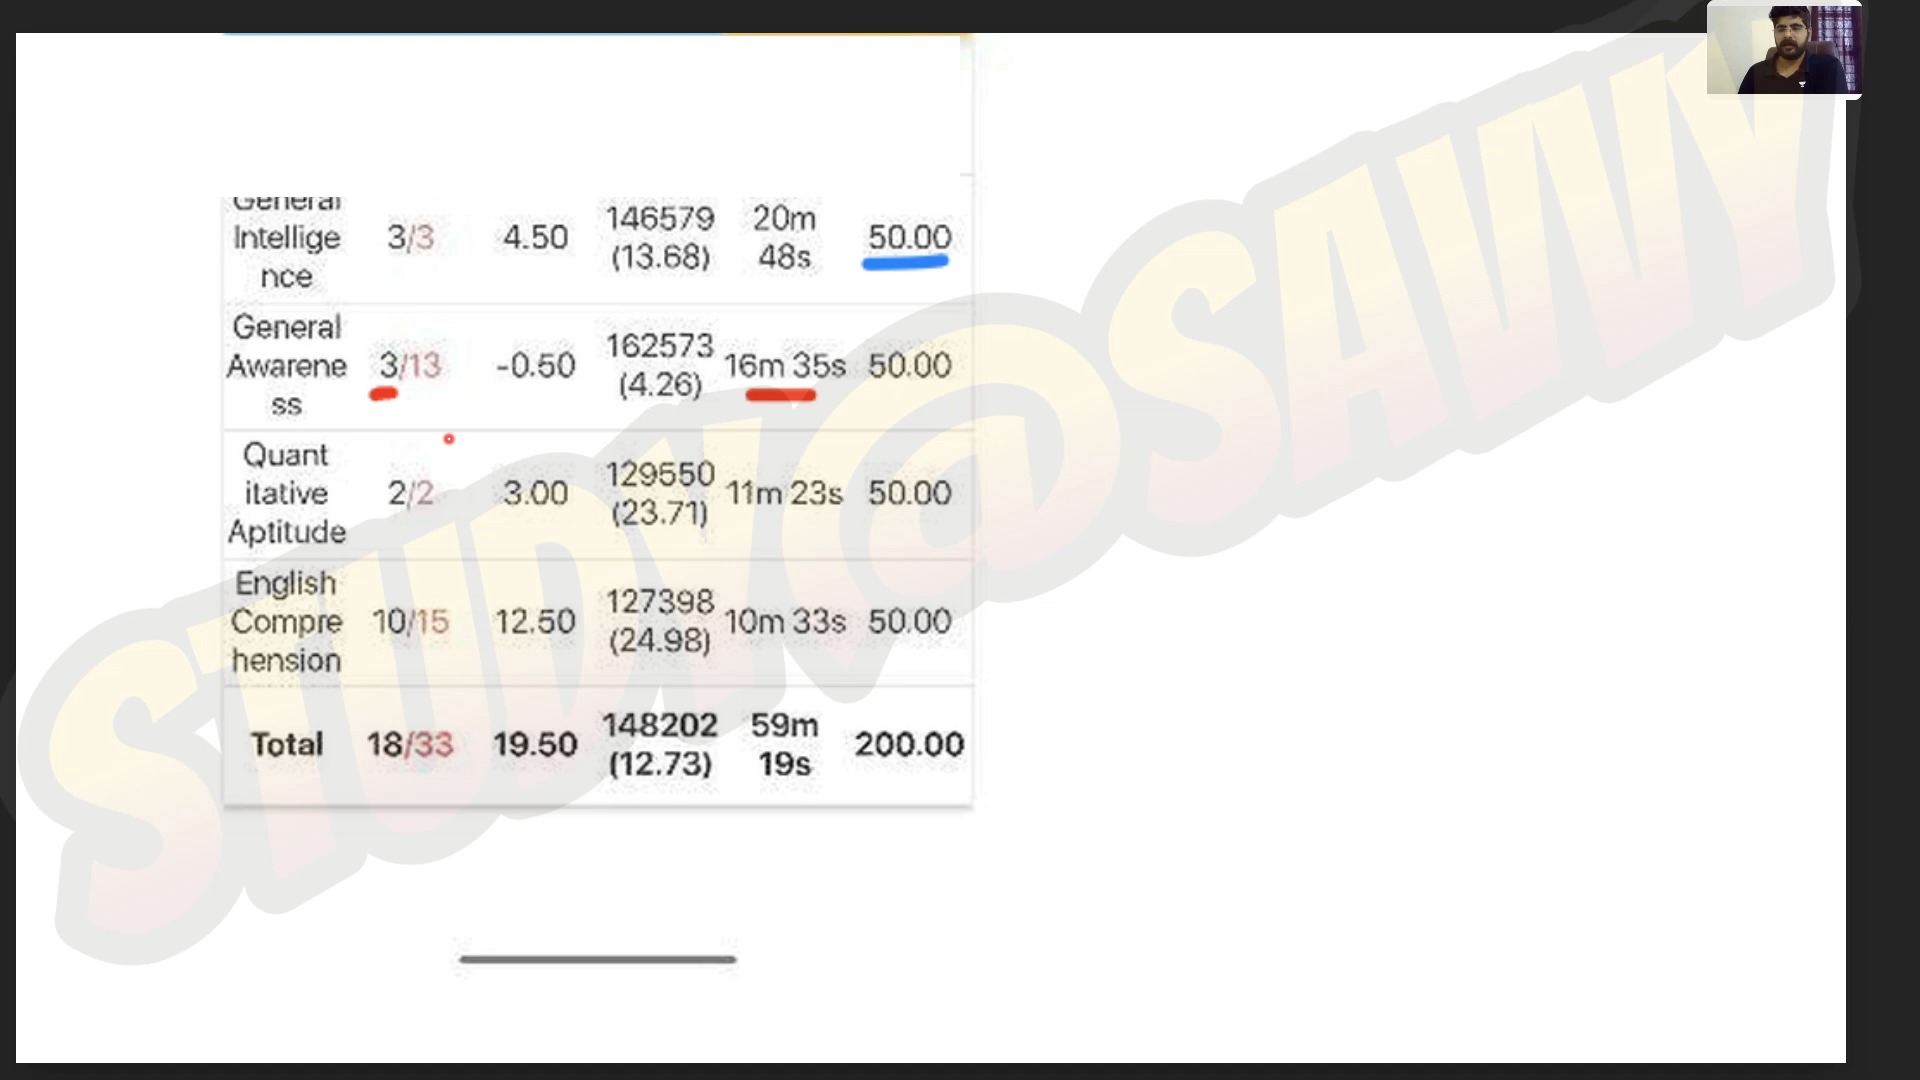 General
Intellige
nce
3/3
4.50
146579
(13.68)
20m
48s
50.00
General
Awarene
ss
3/13
-0.50
162573
(4.26)
16m 35s
50.00
Quant
itative
Aptitude
2/2
3.00
129550
(23.71)
11m 23s
50.00
English
Compre
hension
10/15
12.50
127398
(24.98)
10m 33s
50.00
Total
18/33
19.50
148202
(12.73)
59m
19s
200.00
STUDY@SAVVY